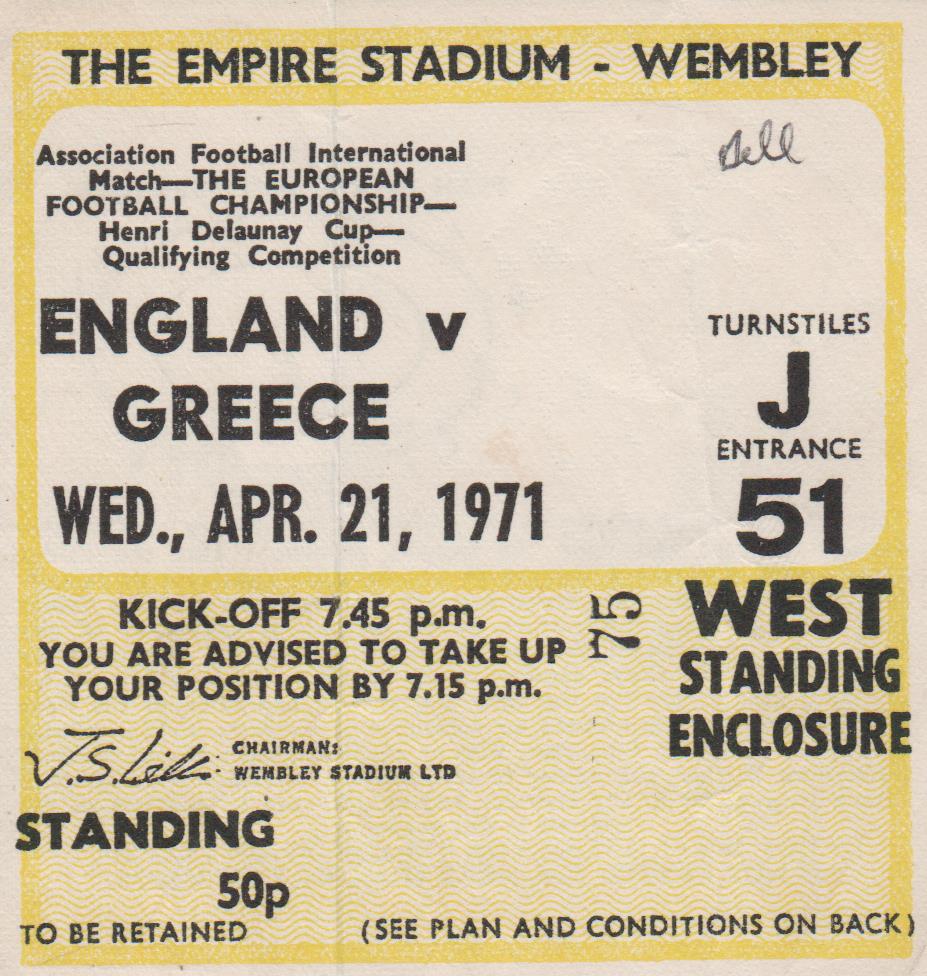 THE EMPIRE STADIUM - WEMBLEY
Bell
Association Football International
Match—THE EUROPEAN
FOOTBALL CHAMPIONSHIP—
Henri Delaunay Cup—
Qualifying Competition
ENGLAND v
GREECE
WED., APR. 21, 1971
TURNSTILES
J
ENTRANCE
51
KICK-OFF 7.45 p.m.
YOU ARE ADVISED TO TAKE UP
YOUR POSITION BY 7.15 p.m.
75
WEST
STANDING
ENCLOSURE
CHAIRMAN:
WEMBLEY STADIUM LTD
STANDING
50p
TO BE RETAINED
(SEE PLAN AND CONDITIONS ON BACK)